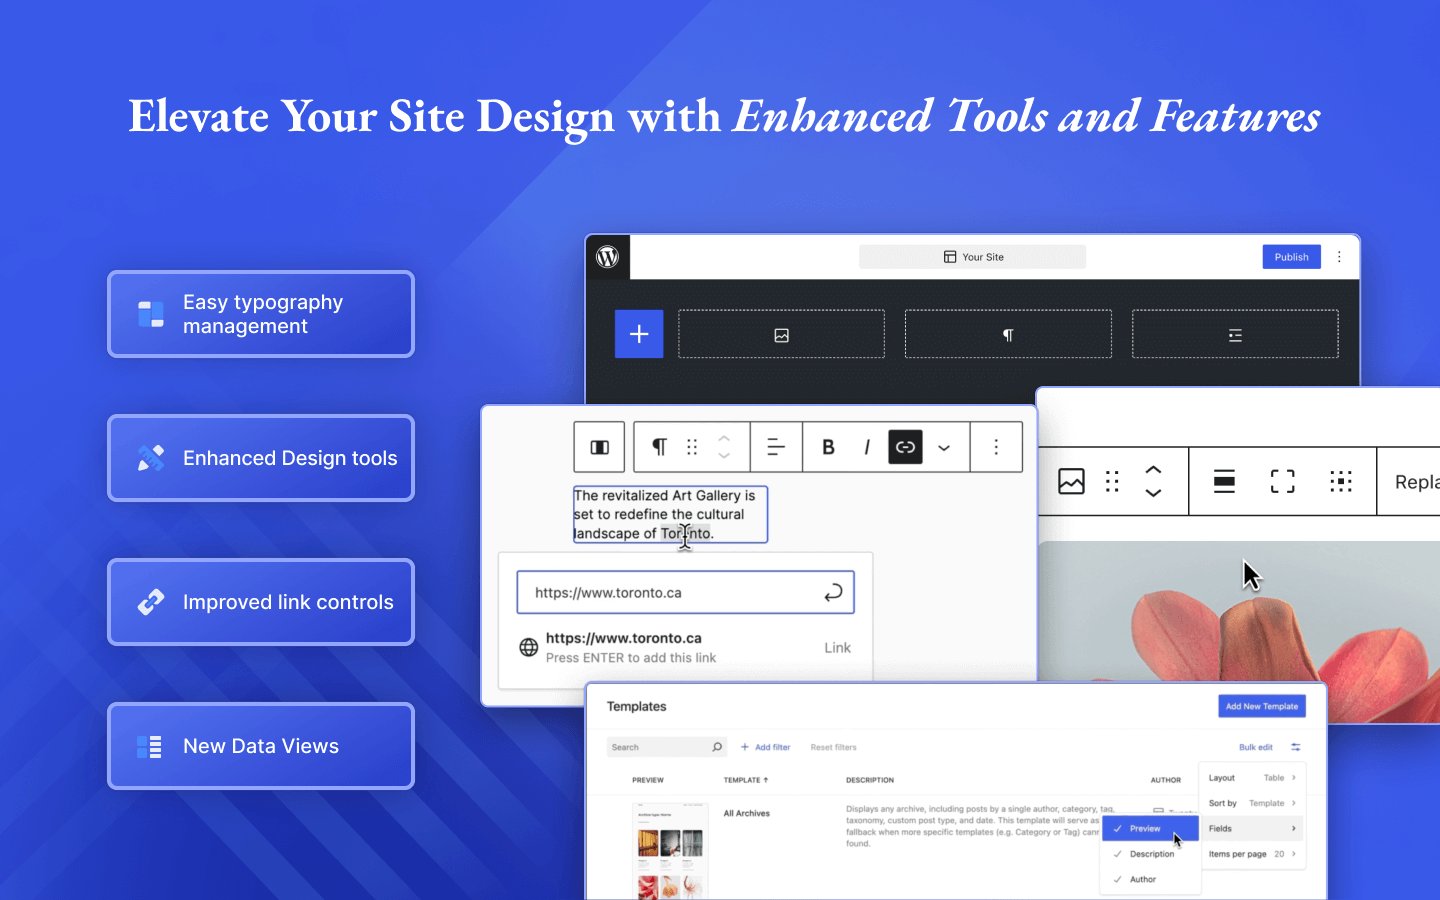 Elevate Your Site Design with Enhanced Tools and Features
Easy typography
management
Enhanced Design tools
Improved link controls
New Data Views
Your Site
Publish
B I
The revitalized Art Gallery is
set to redefine the cultural
landscape of Toronto.
https://www.toronto.ca
https://www.toronto.ca
Press ENTER to add this link
Link
Templates
Add New Template
Search
Add filter
Reset filters
Bulk edit
PREVIEW
TEMPLATE
DESCRIPTION
AUTHOR
All Archives
Displays any archive, including posts by a single author, category, tag,
taxonomy, custom post type, and date. This template will serve as
fallback when more specific templates (e.g. Category or Tag)
found.
Layout Table
Sort by Template
Fields
Items per page 20
Preview
Description
Author